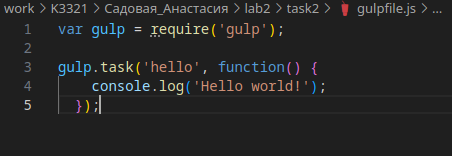 work > K3321 > Садовая_Анастасия > lab2 > task2 > gulpfile.js > ...
1 var gulp = require('gulp');
2
3 gulp.task('hello', function() {
4     console.log('Hello world!');
5   });